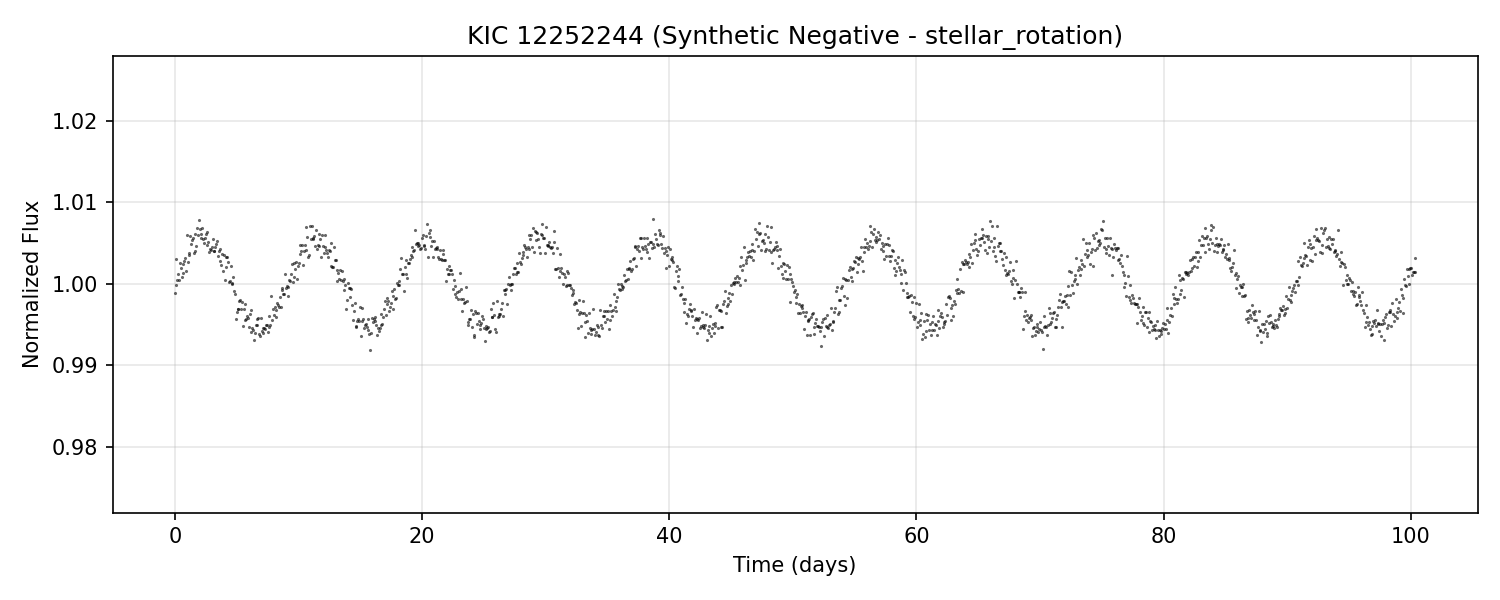 KIC 12252244 (Synthetic Negative - stellar_rotation)
Normalized Flux
1.02
1.01
1.00
0.99
0.98
0 20 40 60 80 100
Time (days)